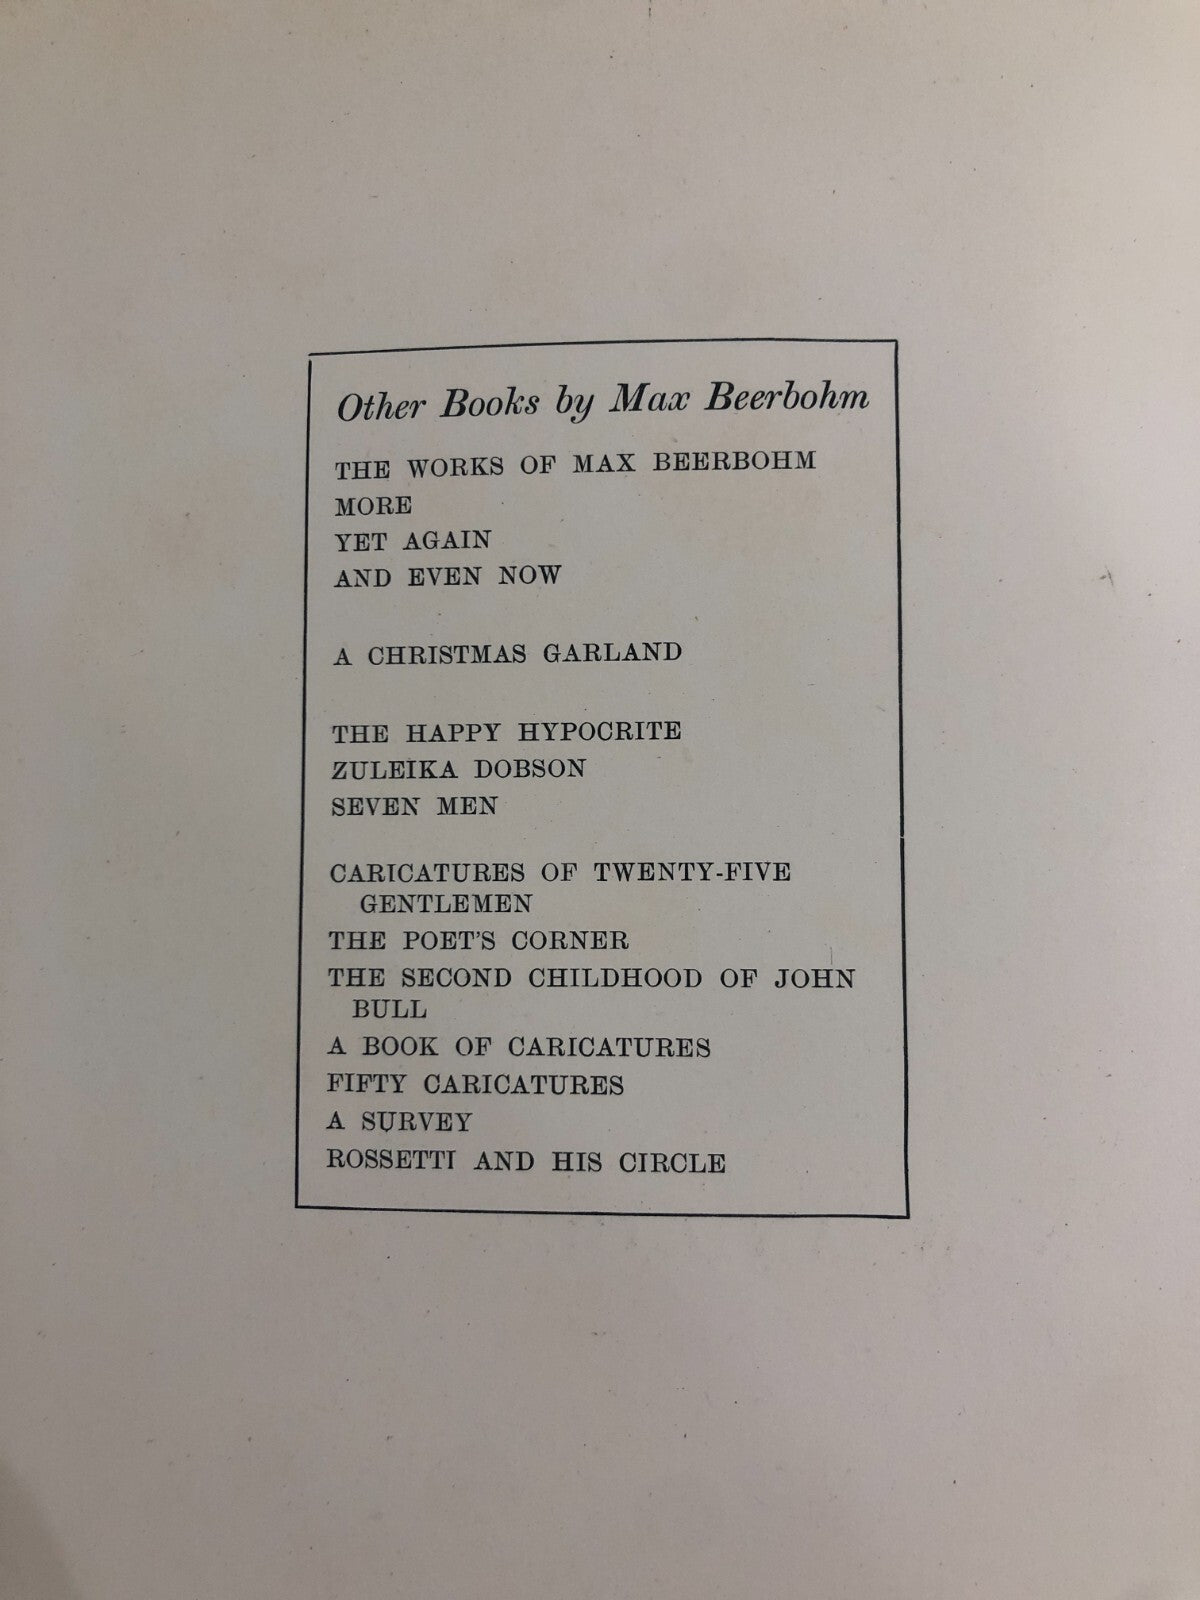 Other Books by Max Beerbohm
THE WORKS OF MAX BEERBOHM
MORE
YET AGAIN
AND EVEN NOW
A CHRISTMAS GARLAND
THE HAPPY HYPOCRITE
ZULEIKA DOBSON
SEVEN MEN
CARICATURES OF TWENTY-FIVE
GENTLEMEN
THE POET'S CORNER
THE SECOND CHILDHOOD OF JOHN
BULL
A BOOK OF CARICATURES
FIFTY CARICATURES
A SURVEY
ROSSETTI AND HIS CIRCLE